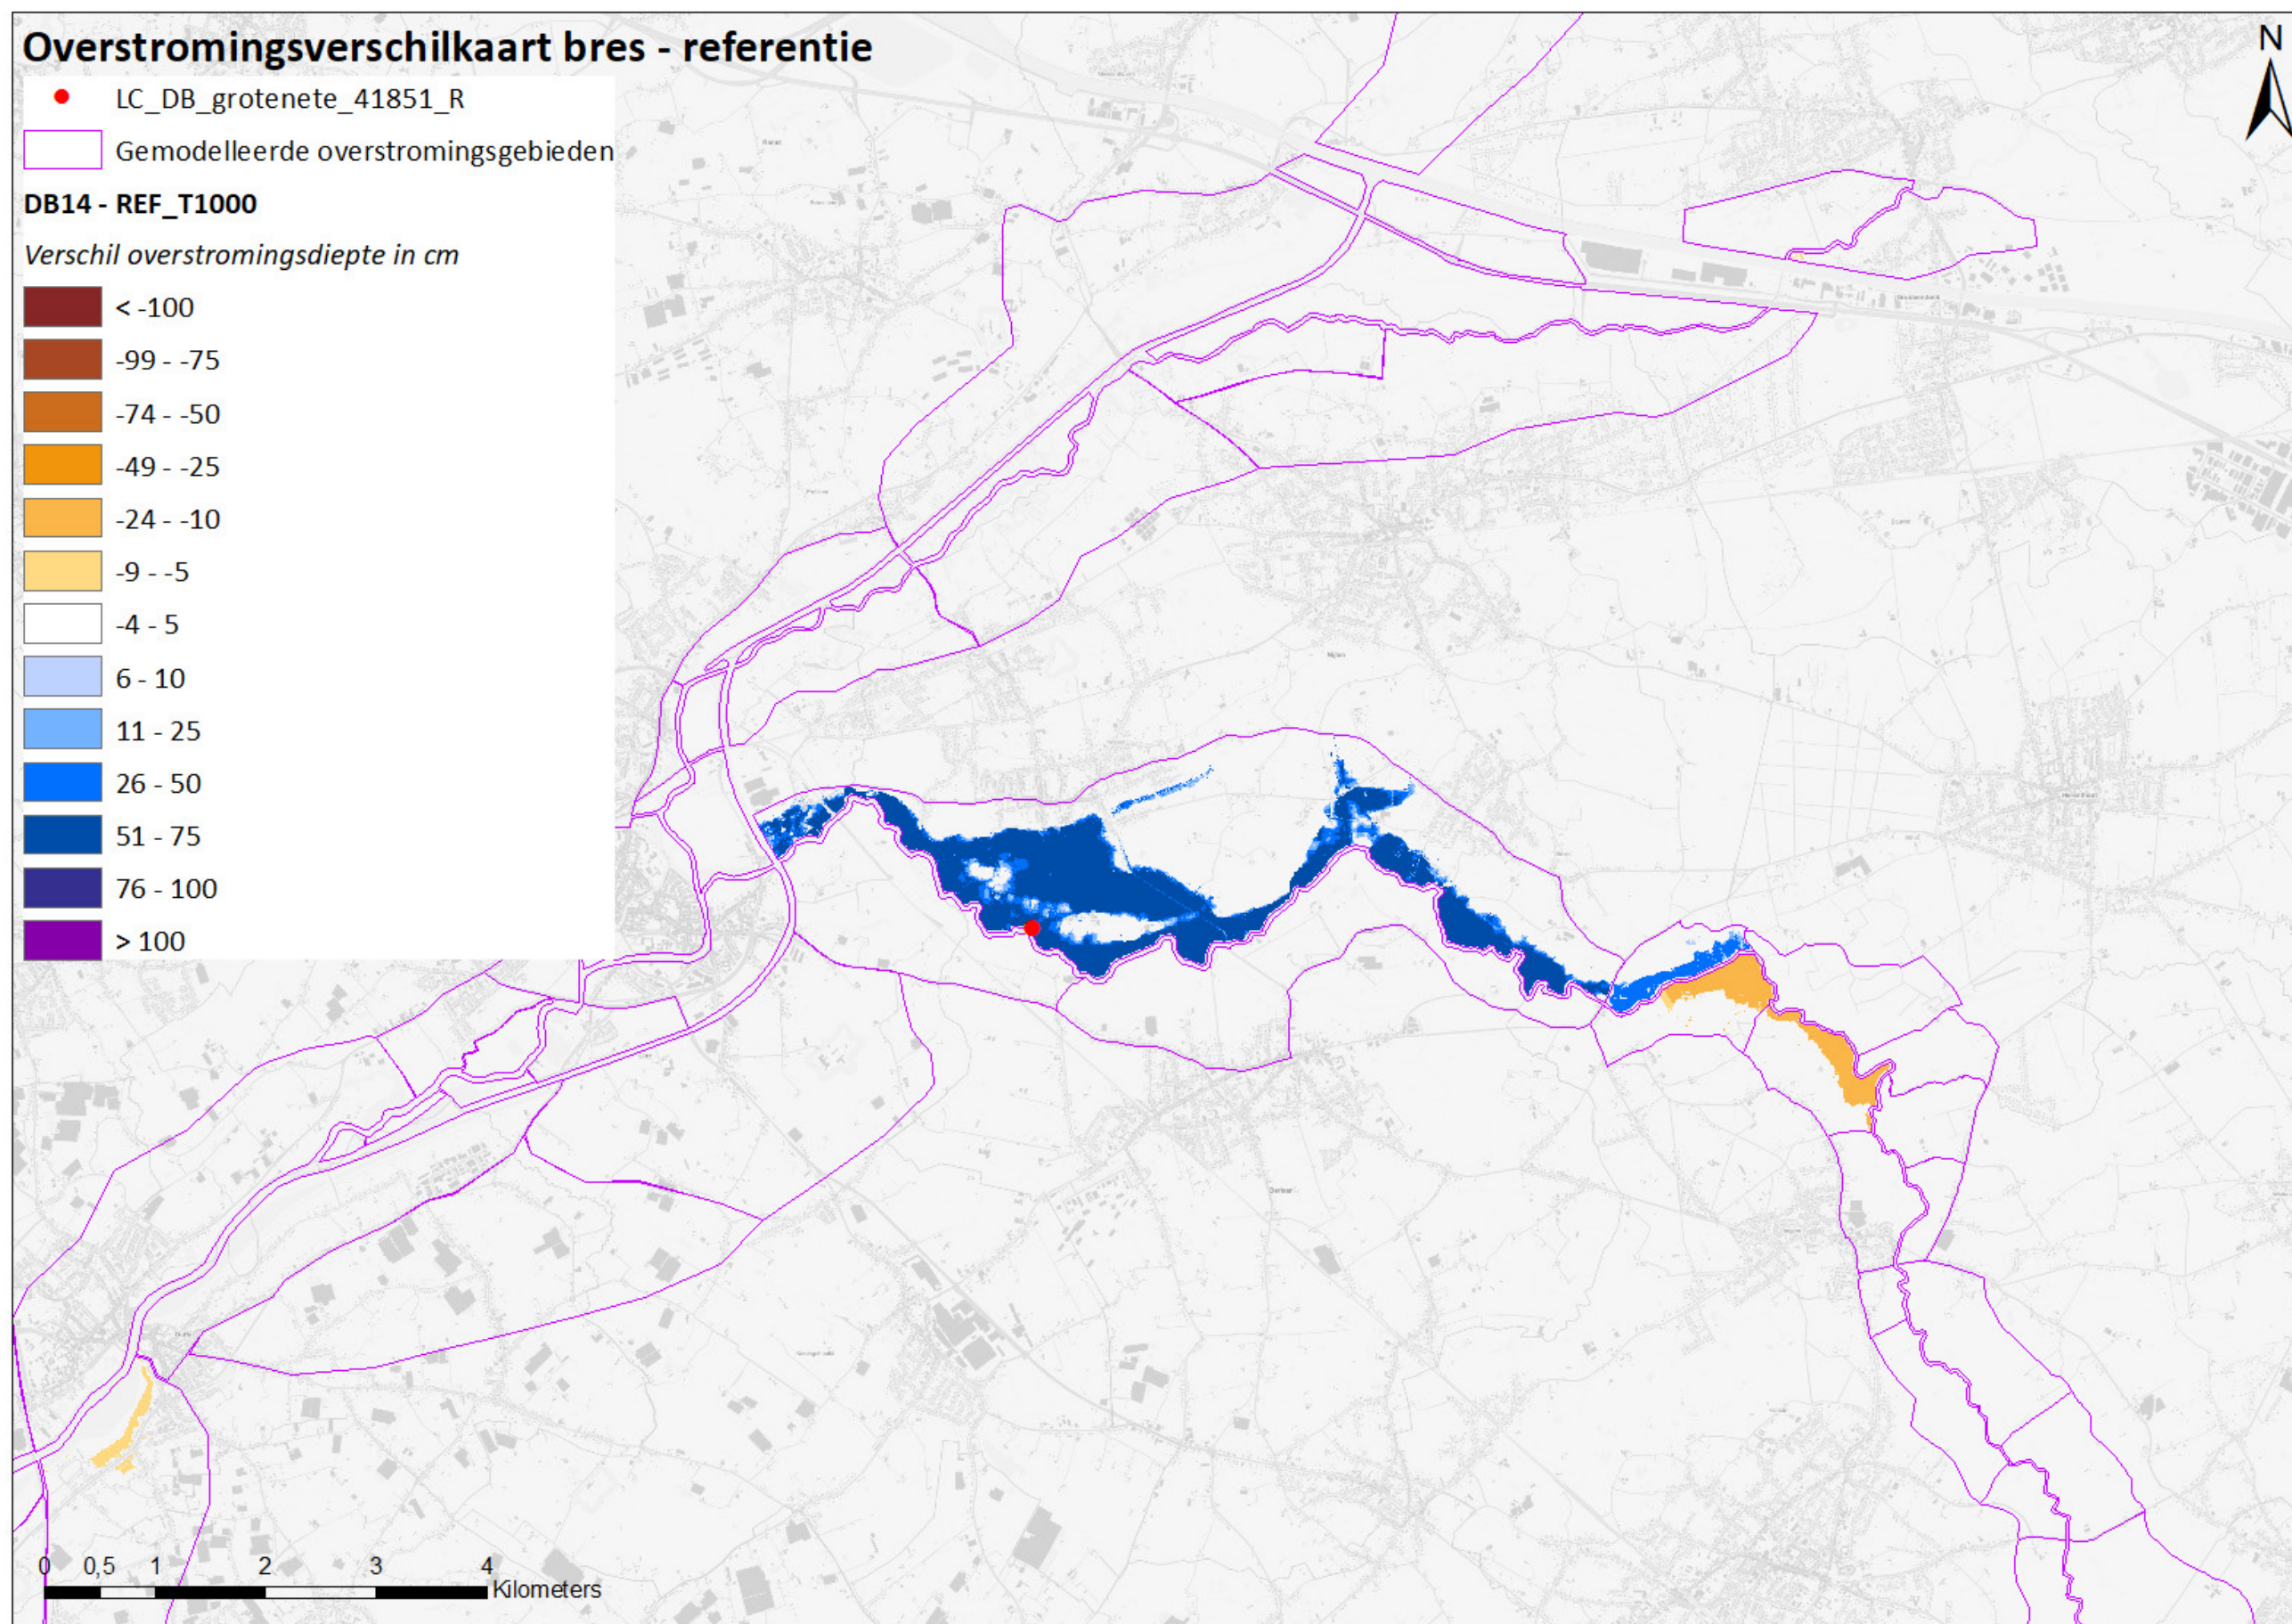 Overstromingsverschilkaart bres - referentie
N
LC_DB_grotenete_41851_R
Gemodelleerde overstromingsgebieden
DB14 - REF_T1000
Verschil overstromingsdiepte in cm
< -100
-99 - -75
-74 - -50
-49 - -25
-24 - -10
-9 - -5
-4 - 5
6 - 10
11 - 25
26 - 50
51 - 75
76 - 100
> 100
0 0,5 1 2 3 4
Kilometers